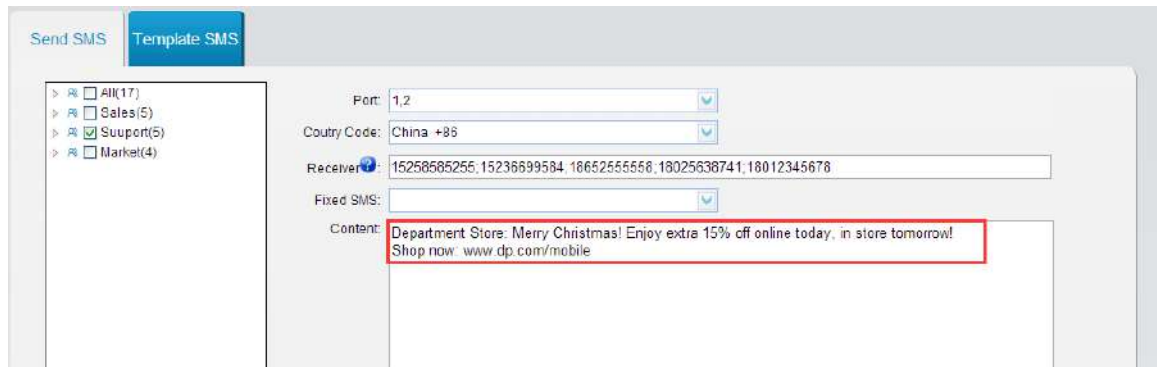 Send SMS
Template SMS
All(17)
Sales(5)
Suuport(5)
Market(4)
Port: 1,2
Coutry Code: China +86
Receiver?: 15258585255;15236699584;18652555558;18025638741;18012345678
Fixed SMS:
Content: Department Store: Merry Christmas! Enjoy extra 15% off online today, in store tomorrow!
Shop now: www.dp.com/mobile